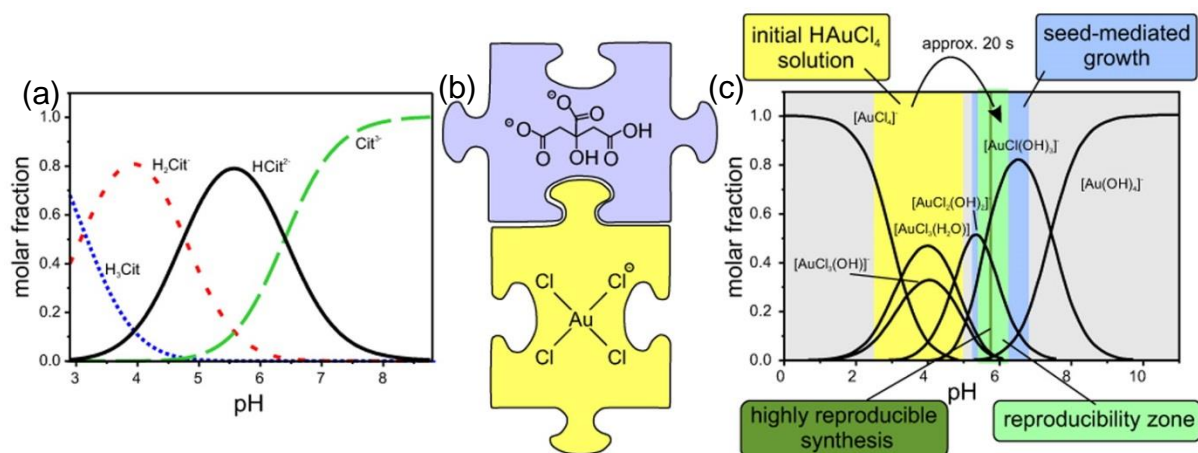 (a)
molar fraction
1.0
0.8
0.6
0.4
0.2
0.0
H₃Cit
H₂Cit⁻
HCit²⁻
Cit³⁻
3 4 5 6 7 8
pH
(b)
⊖
O O
⊖
O OH
O OH O
Cl Cl ⊖
Au
Cl Cl
(c)
initial HAuCl₄
solution
approx. 20 s
seed-mediated
growth
molar fraction
1.0
0.8
0.6
0.4
0.2
0.0
[AuCl₄]⁻
[AuCl(OH)₃]⁻
[Au(OH)₄]⁻
[AuCl₂(OH)₂]⁻
[AuCl₃(H₂O)]
[AuCl₃(OH)]⁻
0 2 4 6 8 10
pH
highly reproducible
synthesis
reproducibility zone